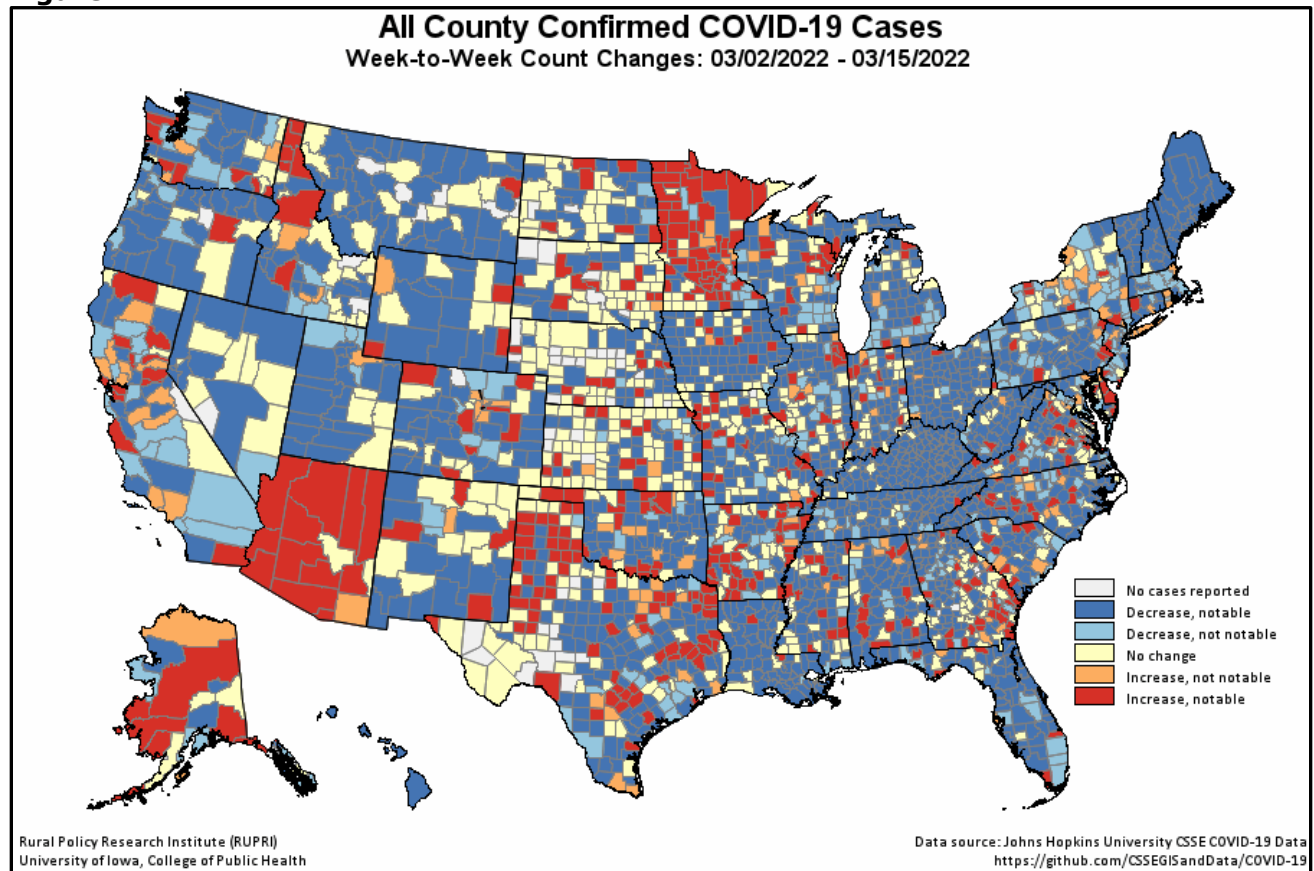 All County Confirmed COVID-19 Cases
Week-to-Week Count Changes: 03/02/2022 - 03/15/2022
No cases reported
Decrease, notable
Decrease, not notable
No change
Increase, not notable
Increase, notable
Rural Policy Research Institute (RUPRI)
University of Iowa, College of Public Health
Data source: Johns Hopkins University CSSE COVID-19 Data
https://github.com/CSSEGISandData/COVID-19